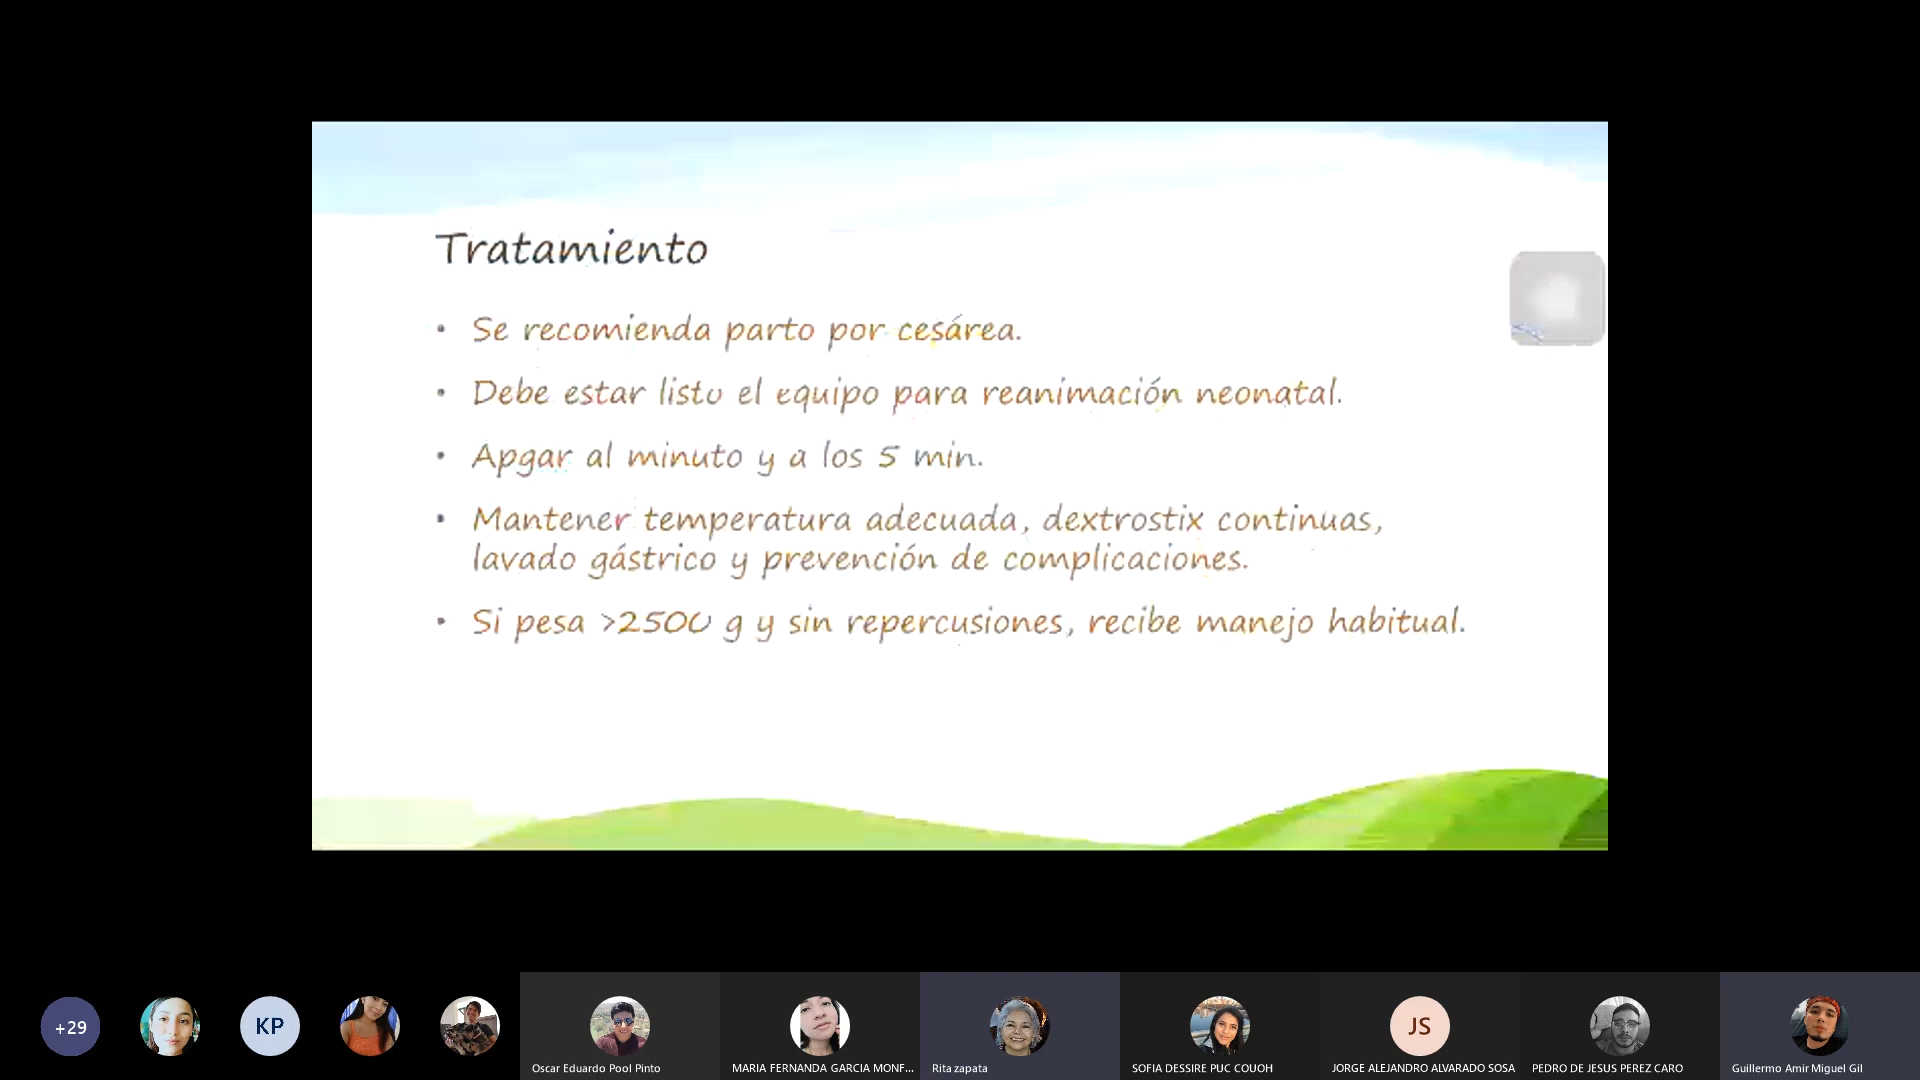 Tratamiento
• Se recomienda parto por cesárea.
• Debe estar listo el equipo para reanimación neonatal.
• Apgar al minuto y a los 5 min.
• Mantener temperatura adecuada, dextrostix continuas,
lavado gástrico y prevención de complicaciones.
• Si pesa >2500 g y sin repercusiones, recibe manejo habitual.
+29
KP
JS
Oscar Eduardo Pool Pinto
MARIA FERNANDA GARCIA MONF...
Rita zapata
SOFIA DESSIRE PUC COUOH
JORGE ALEJANDRO ALVARADO SOSA
PEDRO DE JESUS PEREZ CARO
Guillermo Amir Miguel Gil